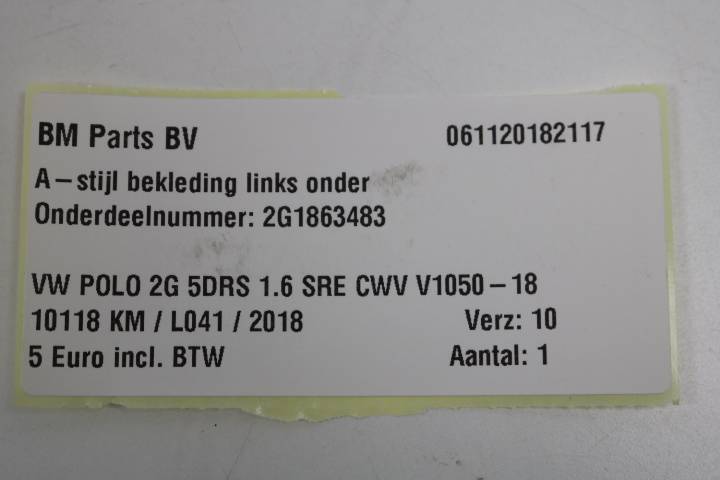 BM Parts BV 061120182117
A-stijl bekleding links onder
Onderdeelnummer: 2G1863483
VW POLO 2G 5DRS 1.6 SRE CWV V1050-18
10118 KM / L041 / 2018 Verz: 10
5 Euro incl. BTW Aantal: 1